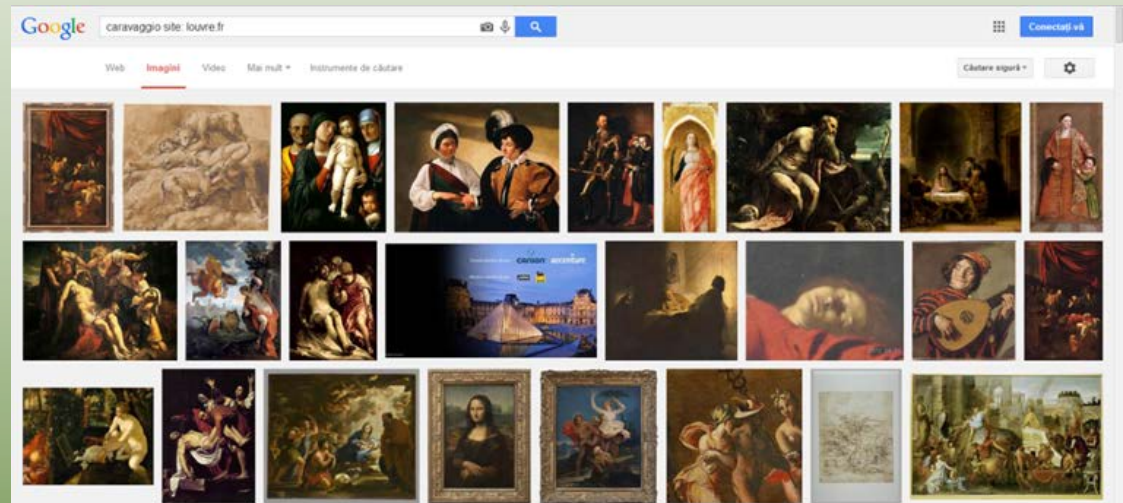 Google caravaggio site: louvre.fr Conectați-vă
Web Imagini Video Mai mult Instrumente de căutare Căutare sigură
canson accenture